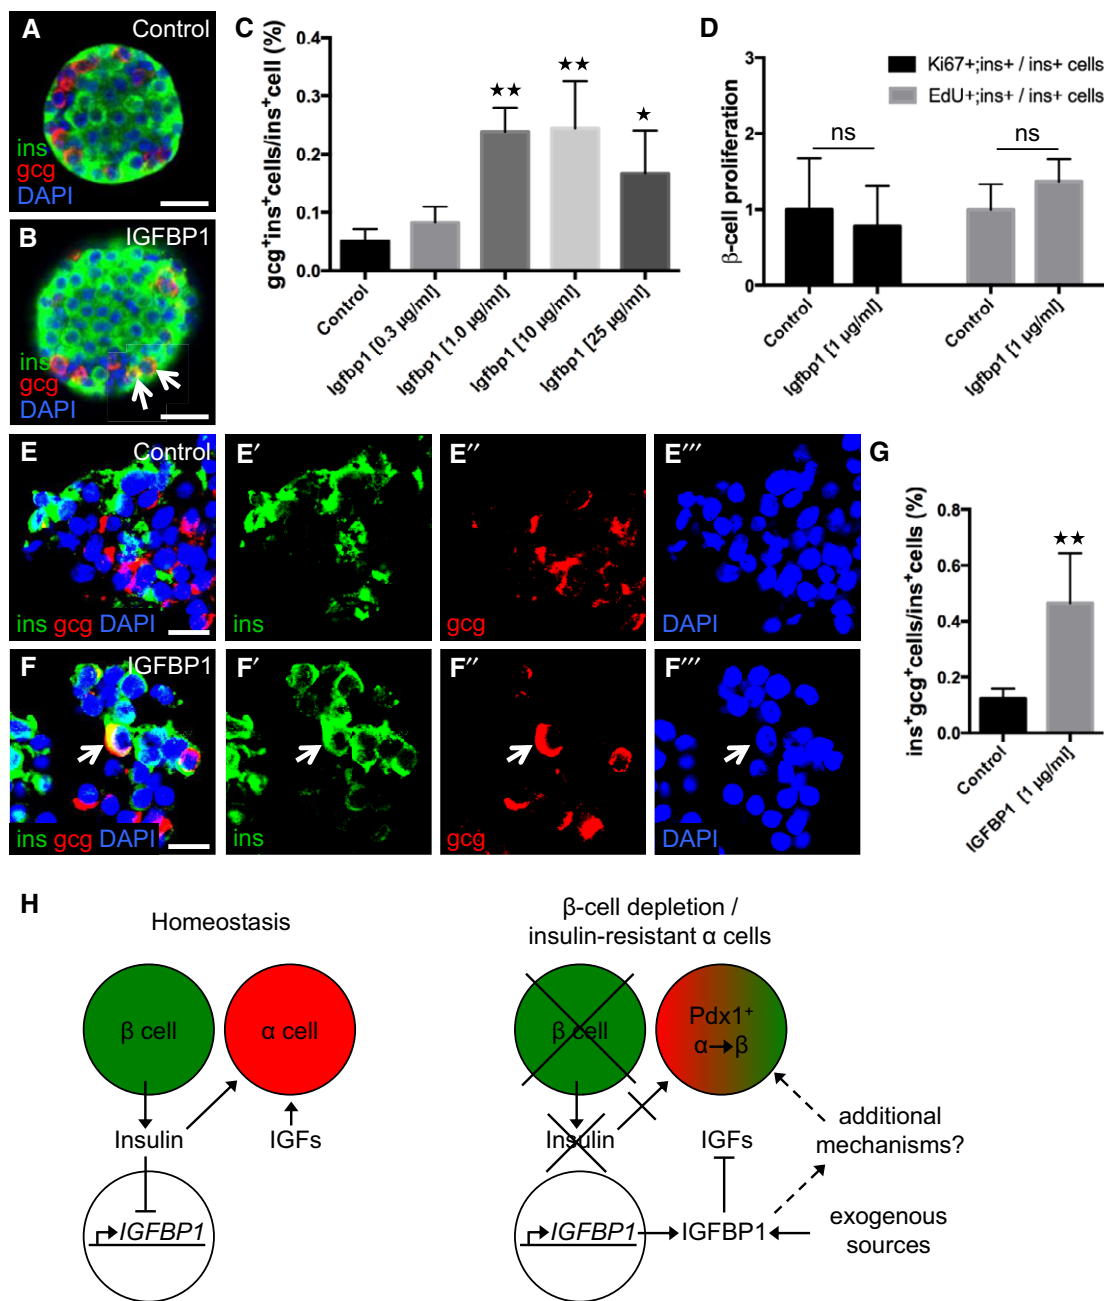 A
Control
ins
gcg
DAPI
B
IGFBP1
ins
gcg
DAPI
C
gcg⁺ins⁺cells/ins⁺cell (%)
0.4
0.3
0.2
0.1
0.0
★★
★★
★
Control
Igfbp1 [0.3 µg/ml]
Igfbp1 [1.0 µg/ml]
Igfbp1 [10 µg/ml]
Igfbp1 [25 µg/ml]
D
Ki67+;ins+ / ins+ cells
EdU+;ins+ / ins+ cells
β-cell proliferation
3
2
1
0
ns
ns
Control
Igfbp1 [1 µg/ml]
Control
Igfbp1 [1 µg/ml]
E
Control
ins gcg DAPI
E′
ins
E″
gcg
E‴
DAPI
F
IGFBP1
ins gcg DAPI
F′
ins
F″
gcg
F‴
DAPI
G
ins⁺gcg⁺cells/ins⁺cells (%)
0.8
0.6
0.4
0.2
0.0
★★
Control
IGFBP1 [1 µg/ml]
H
Homeostasis
β cell
α cell
Insulin
IGFs
IGFBP1
β-cell depletion /
insulin-resistant α cells
β cell
Pdx1⁺
α→β
Insulin
IGFs
additional
mechanisms?
IGFBP1
IGFBP1
exogenous
sources